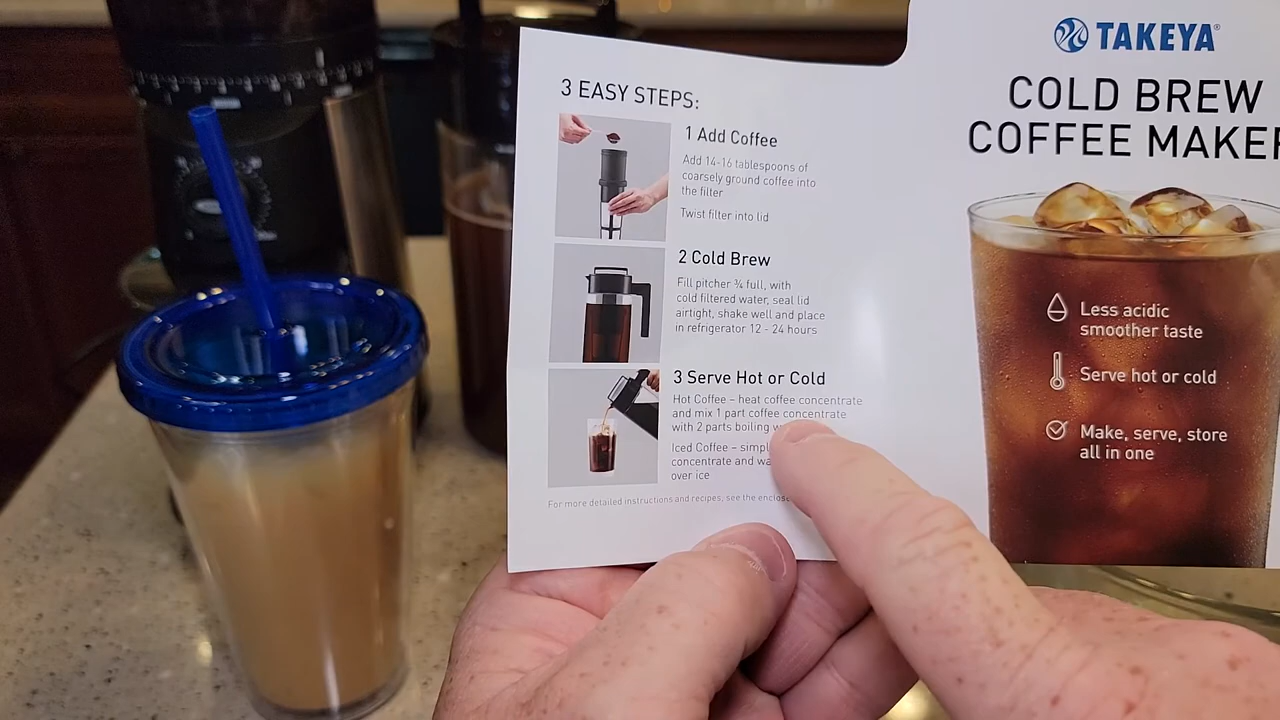 3 EASY STEPS:
1 Add Coffee
Add 14-16 tablespoons of
coarsely ground coffee into
the filter
Twist filter into lid
2 Cold Brew
Fill pitcher ¾ full, with
cold filtered water, seal lid
airtight, shake well and place
in refrigerator 12 - 24 hours
3 Serve Hot or Cold
Hot Coffee – heat coffee concentrate
and mix 1 part coffee concentrate
with 2 parts boiling
Iced Coffee –
concentrate and
over ice
For more detailed instructions and recipes, see the
TAKEYA®
COLD BREW
COFFEE MAKER
Less acidic
smoother taste
Serve hot or cold
Make, serve, store
all in one